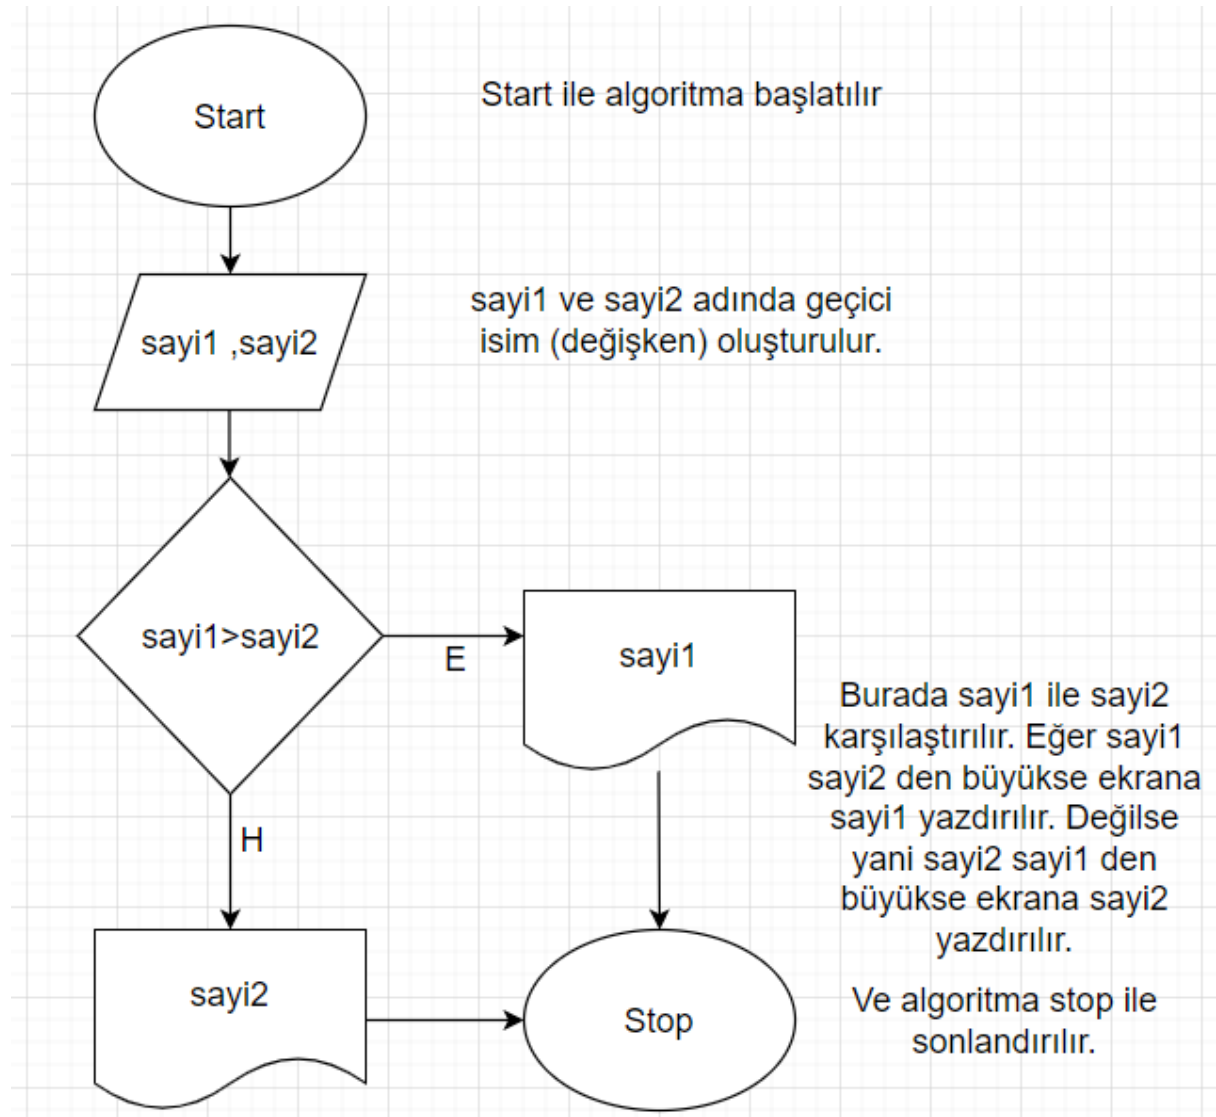 Start
Start ile algoritma başlatılır
sayi1 ,sayi2
sayi1 ve sayi2 adında geçici
isim (değişken) oluşturulur.
sayi1>sayi2
E
sayi1
H
Burada sayi1 ile sayi2
karşılaştırılır. Eğer sayi1
sayi2 den büyükse ekrana
sayi1 yazdırılır. Değilse
yani sayi2 sayi1 den
büyükse ekrana sayi2
yazdırılır.
sayi2
Stop
Ve algoritma stop ile
sonlandırılır.